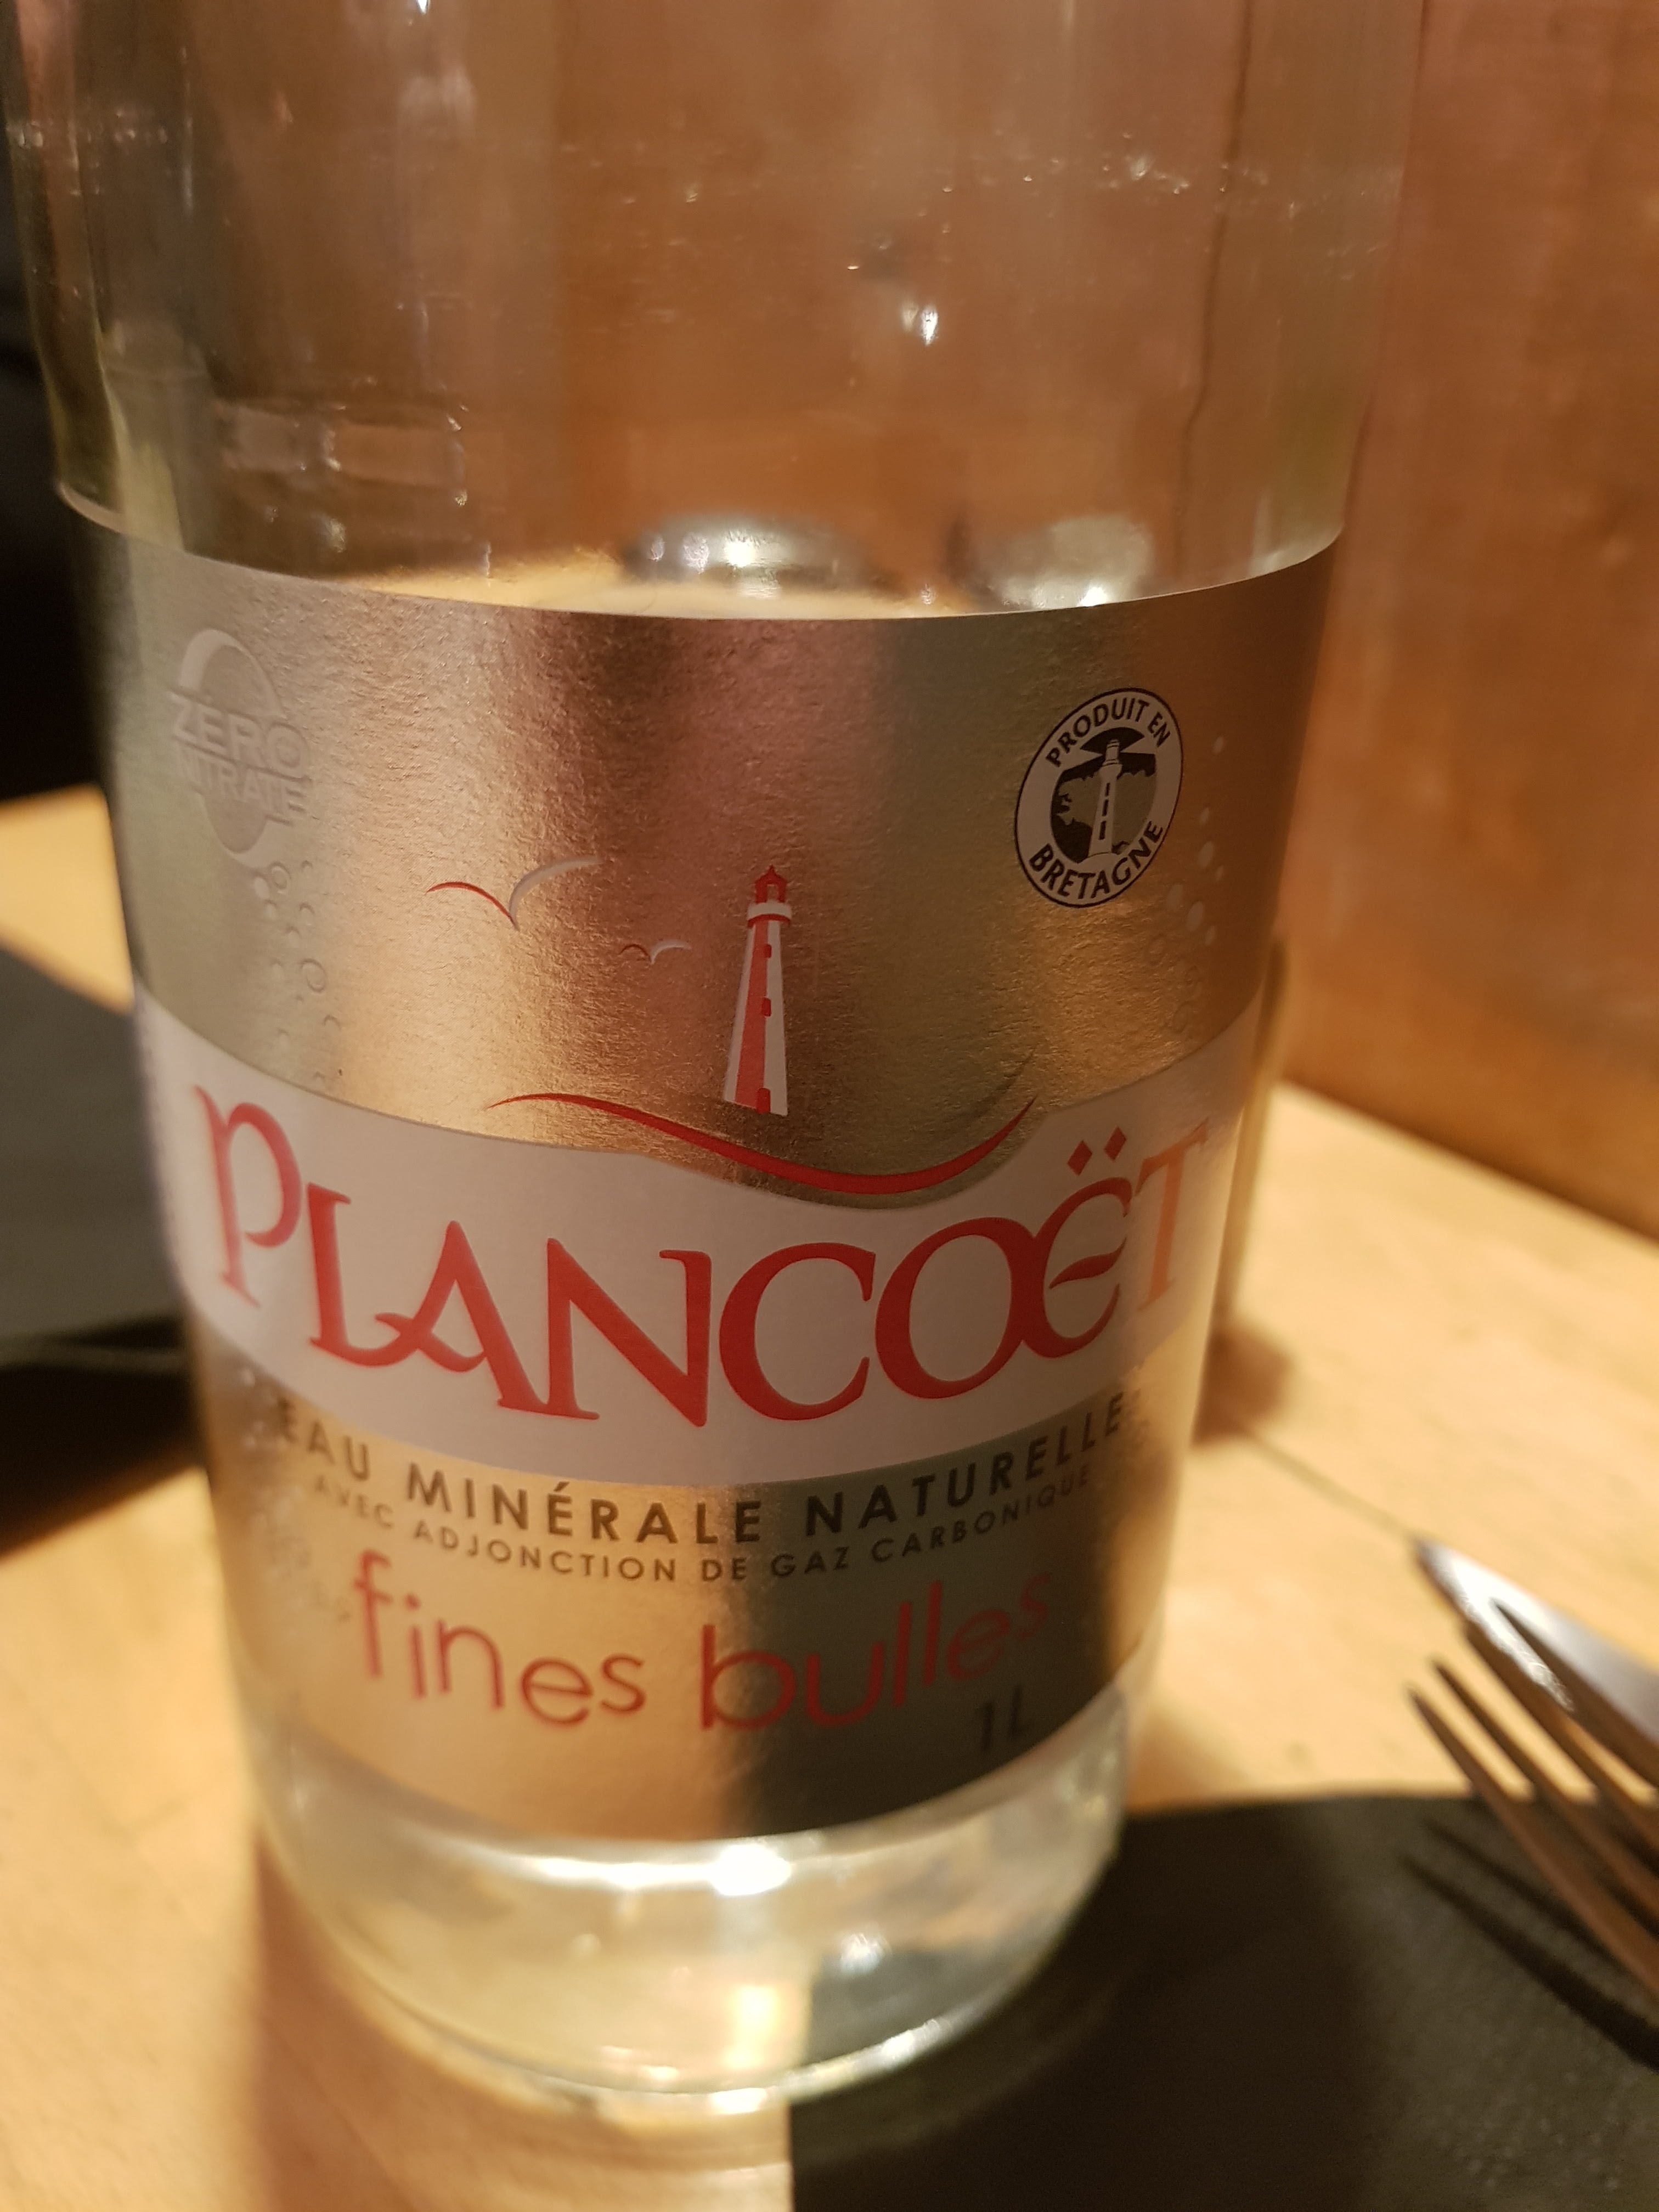 ZERO
NITRATE
PRODUIT EN
BRETAGNE
PLANCOËT
EAU MINÉRALE NATURELLE
AVEC ADJONCTION DE GAZ CARBONIQUE
fines bulles
1L